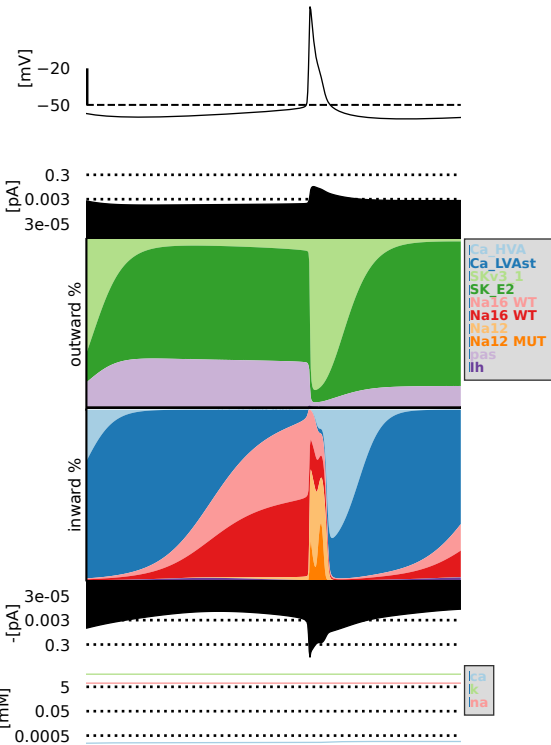 [mV]
−20
−50
[pA]
0.3
0.003
3e-05
outward %
Ca_HVA
Ca_LVAst
SKv3_1
SK_E2
Na16 WT
Na16 WT
Na12
Na12 MUT
pas
Ih
inward %
-[pA]
3e-05
0.003
0.3
[mM]
5
0.05
0.0005
ca
k
na